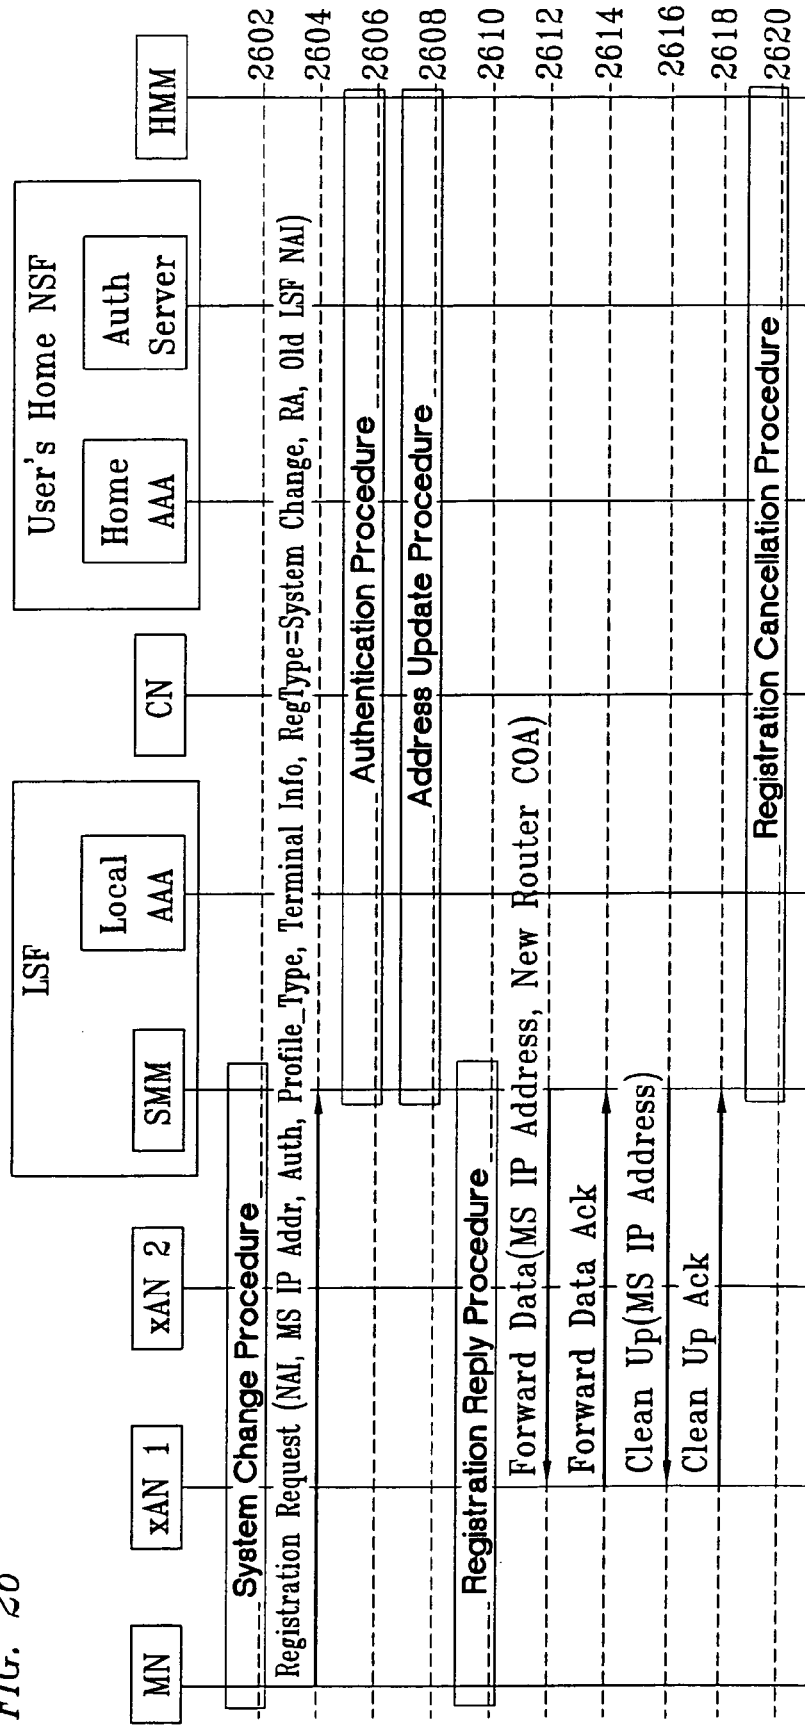 FIG. 26
MN
xAN 1
xAN 2
LSF
SMM
Local
AAA
CN
User's Home NSF
Home
AAA
Auth
Server
HMM
System Change Procedure
2602
Registration Request (NAI, MS IP Addr, Auth, Profile_Type, Terminal Info, RegType=System Change, RA, Old LSF NAI)
2604
Authentication Procedure
2606
Address Update Procedure
2608
Registration Reply Procedure
2610
Forward Data(MS IP Address, New Router COA)
2612
Forward Data Ack
2614
Clean Up(MS IP Address)
2616
Clean Up Ack
2618
Registration Cancellation Procedure
2620